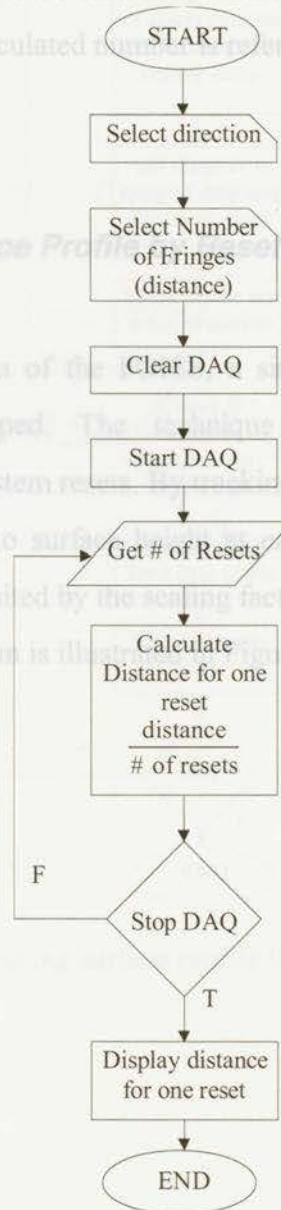 START
Select direction
Select Number
of Fringes
(distance)
Clear DAQ
Start DAQ
Get # of Resets
Calculate
Distance for one
reset
distance
# of resets
F
Stop DAQ
T
Display distance
for one reset
END